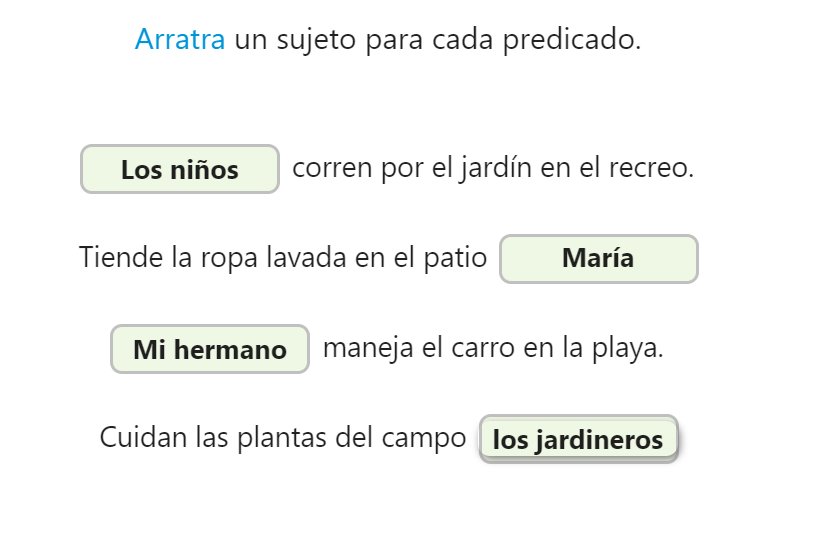 Arratra un sujeto para cada predicado.
Los niños corren por el jardín en el recreo.
Tiende la ropa lavada en el patio María
Mi hermano maneja el carro en la playa.
Cuidan las plantas del campo los jardineros